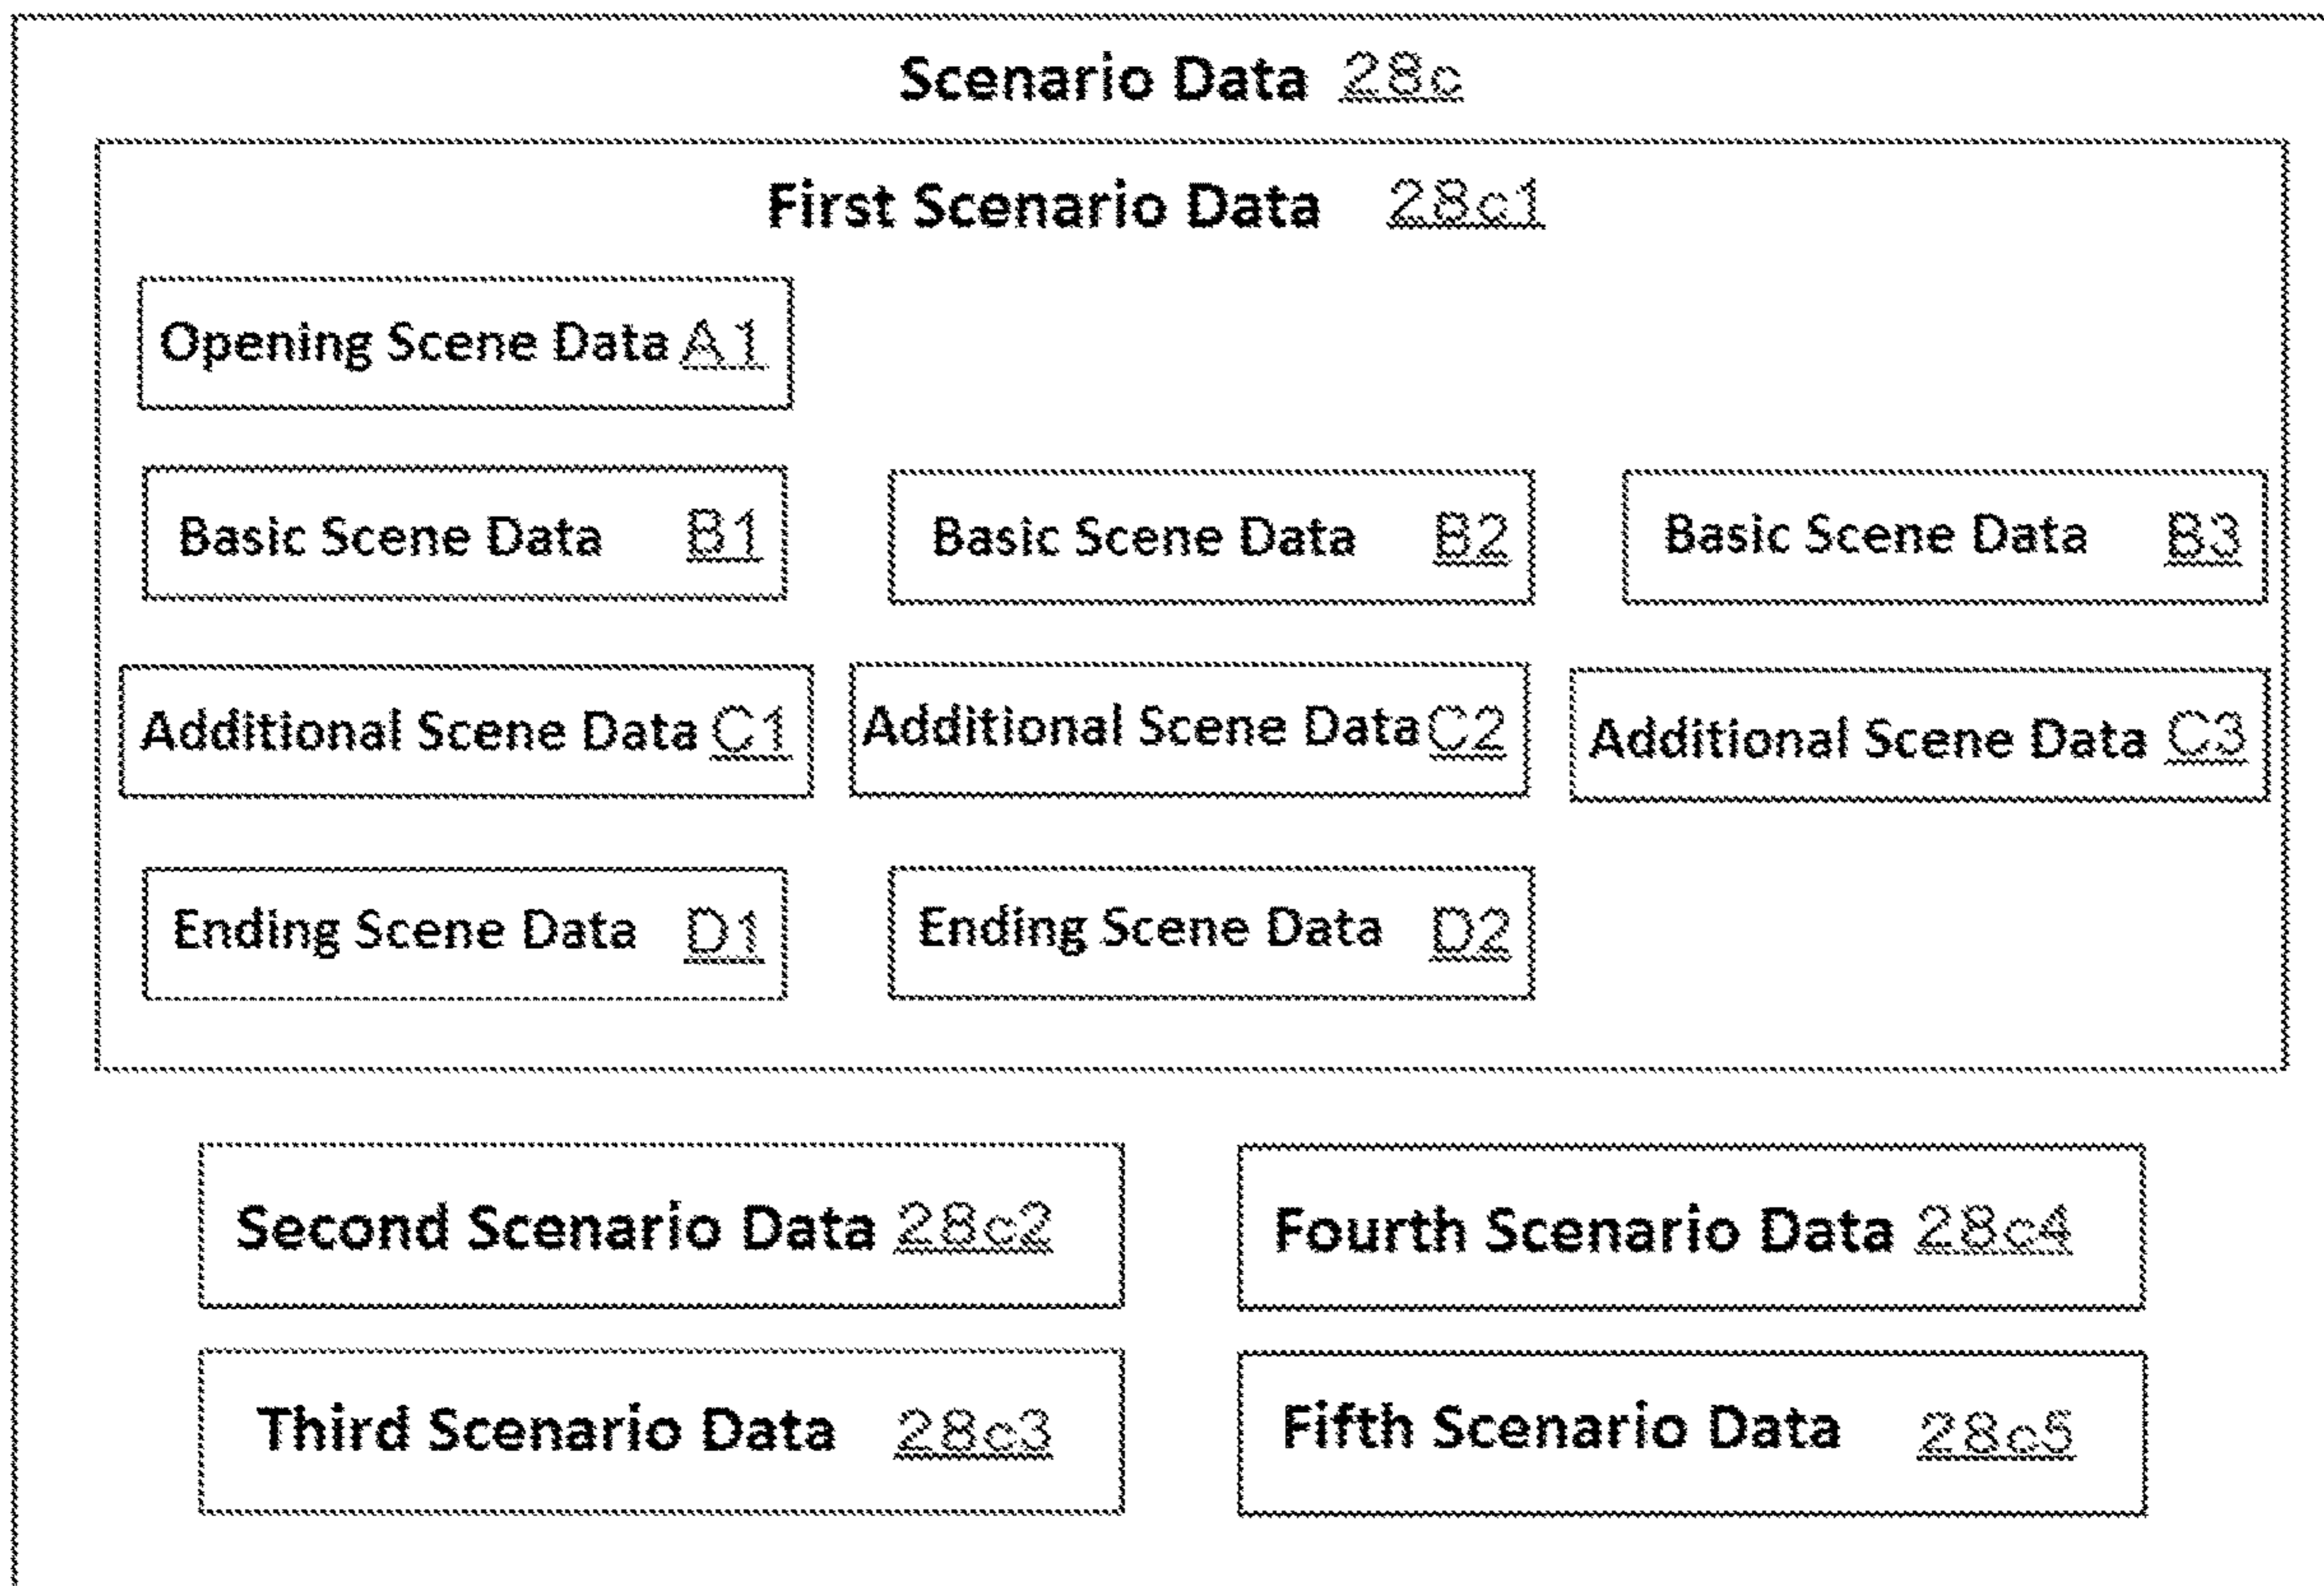 Scenario Data 28c
First Scenario Data 28c1
Opening Scene Data A1
Basic Scene Data B1
Basic Scene Data B2
Basic Scene Data B3
Additional Scene Data C1
Additional Scene Data C2
Additional Scene Data C3
Ending Scene Data D1
Ending Scene Data D2
Second Scenario Data 28c2
Fourth Scenario Data 28c4
Third Scenario Data 28c3
Fifth Scenario Data 28c5